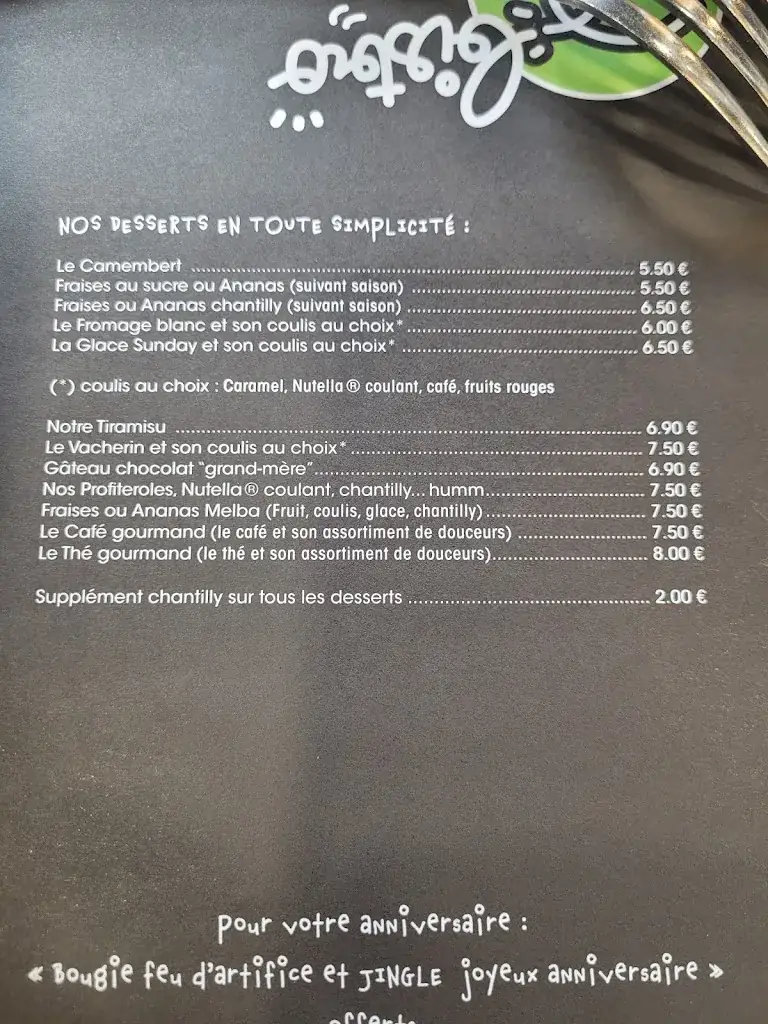 Bistro
NOS DESSERTS EN TOUTE SIMPLICITÉ :
Le Camembert ........ 5.50 €
Fraises au sucre ou Ananas (suivant saison) ........ 5.50 €
Fraises ou Ananas chantilly (suivant saison) ........ 6.50 €
Le Fromage blanc et son coulis au choix* ........ 6.00 €
La Glace Sunday et son coulis au choix* ........ 6.50 €
(*) coulis au choix : Caramel, Nutella® coulant, café, fruits rouges
Notre Tiramisu ........ 6.90 €
Le Vacherin et son coulis au choix* ........ 7.50 €
Gâteau chocolat "grand-mère" ........ 6.90 €
Nos Profiteroles, Nutella® coulant, chantilly... humm ........ 7.50 €
Fraises ou Ananas Melba (Fruit, coulis, glace, chantilly) ........ 7.50 €
Le Café gourmand (le café et son assortiment de douceurs) ........ 7.50 €
Le Thé gourmand (le thé et son assortiment de douceurs) ........ 8.00 €
Supplément chantilly sur tous les desserts ........ 2.00 €
pour votre anniversaire :
« Bougie feu d'artifice et JINGLE joyeux anniversaire »